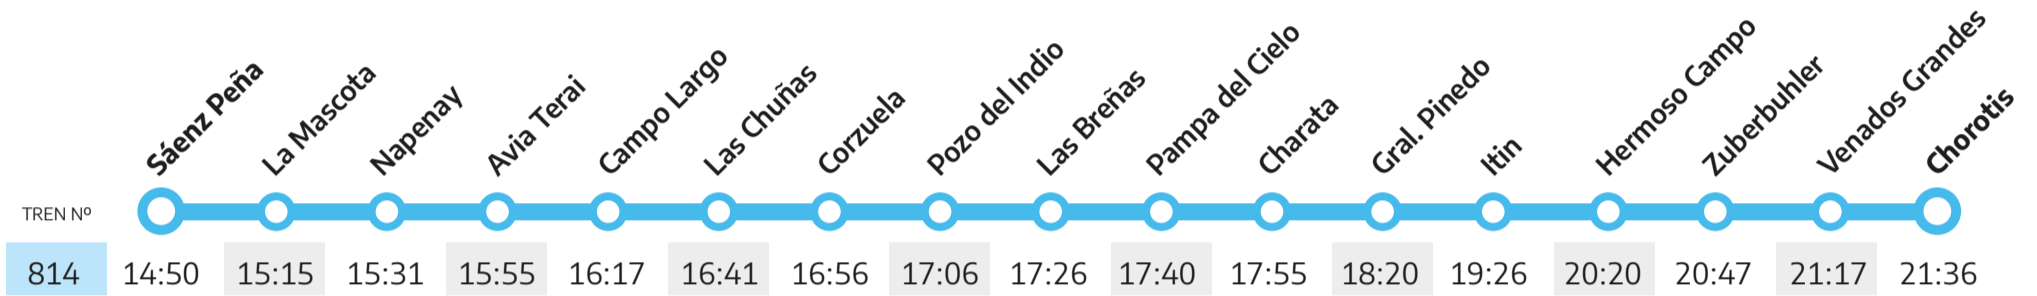 Sáenz Peña
La Mascota
Napenay
Avia Terai
Campo Largo
Las Chuñas
Corzuela
Pozo del Indio
Las Breñas
Pampa del Cielo
Charata
Gral. Pinedo
Itin
Hermoso Campo
Zuberbuhler
Venados Grandes
Chorotis
TREN Nº
814 14:50 15:15 15:31 15:55 16:17 16:41 16:56 17:06 17:26 17:40 17:55 18:20 19:26 20:20 20:47 21:17 21:36